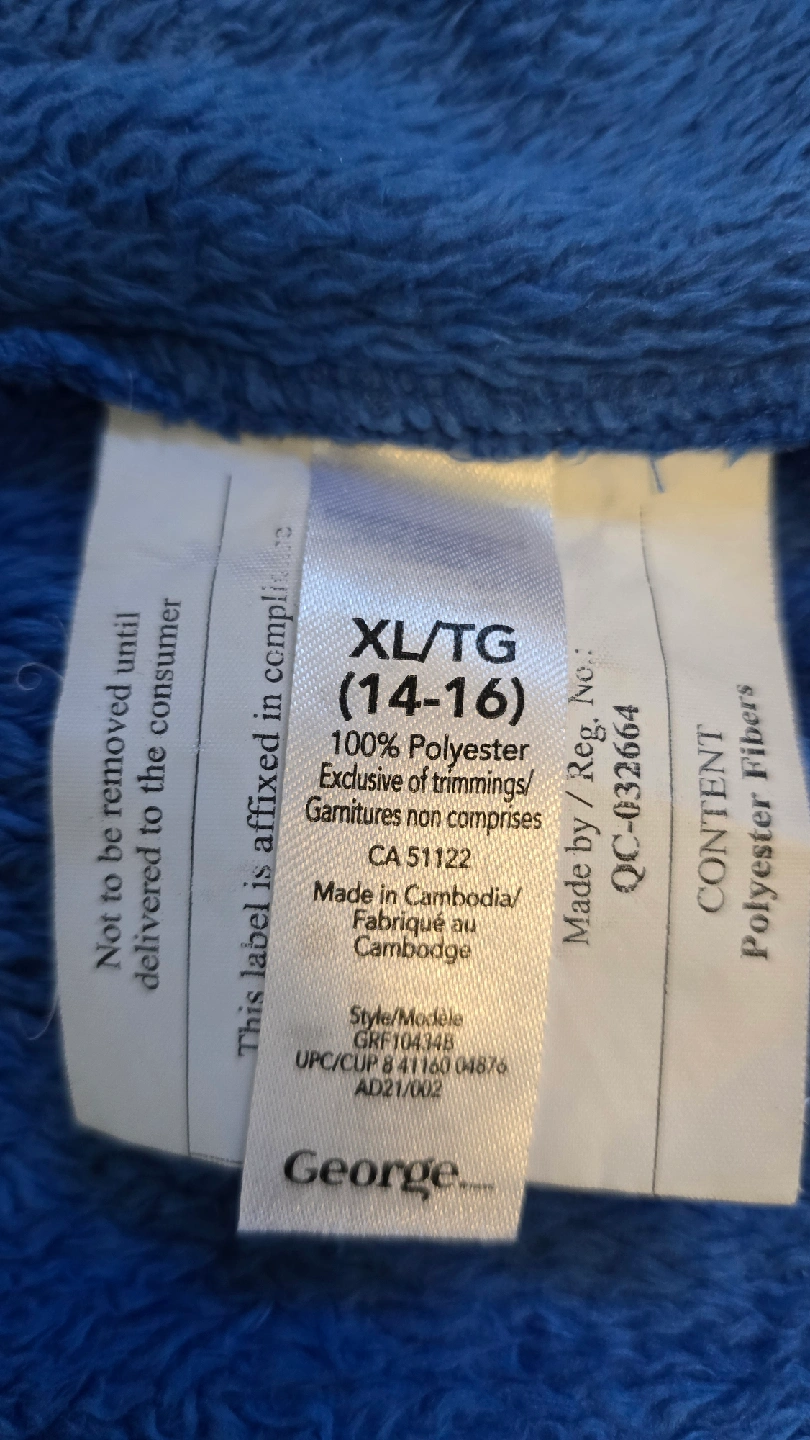 Not to be removed until
delivered to the consumer
This label is affixed in compliance
XL/TG
(14-16)
100% Polyester
Exclusive of trimmings/
Garnitures non comprises
CA 51122
Made in Cambodia/
Fabriqué au
Cambodge
Style/Modèle
GRF10434B
UPC/CUP 8 41160 04876
AD21/002
George
Made by / Reg. No.:
QC-032664
CONTENT
Polyester Fibers